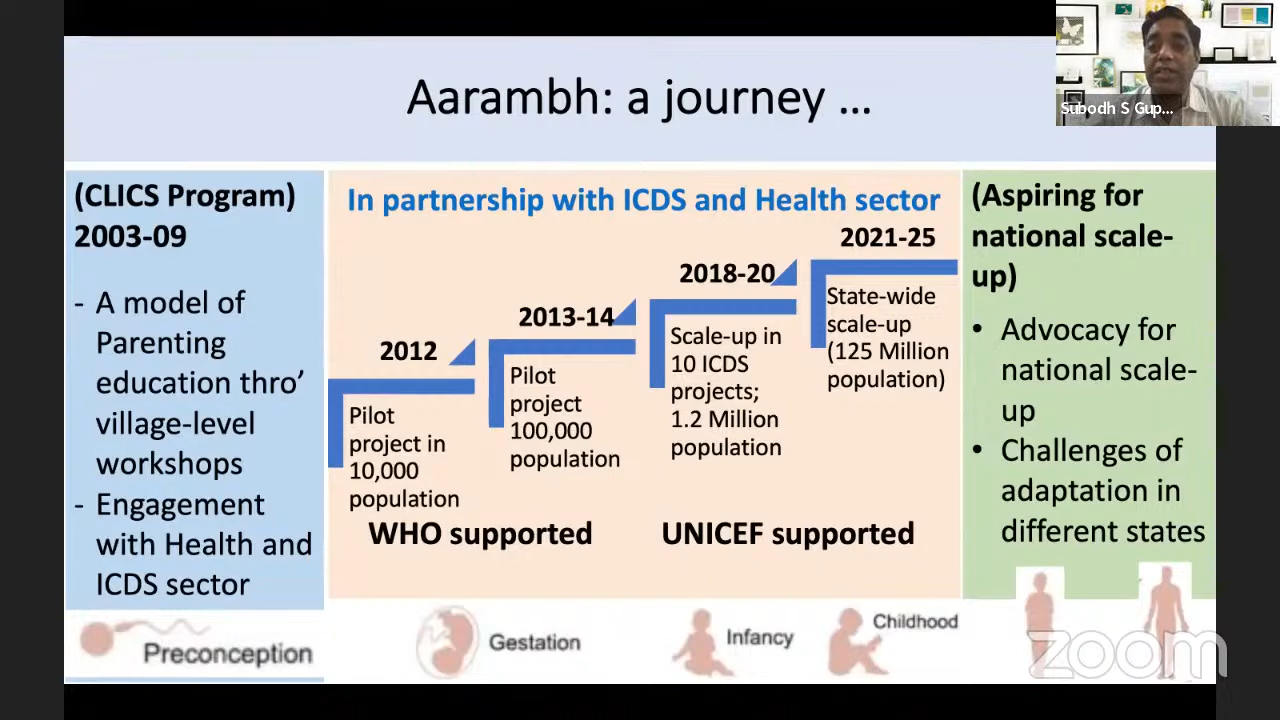 Aarambh: a journey ...
Subodh S Gup...
(CLICS Program)
2003-09
- A model of
Parenting
education thro’
village-level
workshops
- Engagement
with Health and
ICDS sector
In partnership with ICDS and Health sector
2012
Pilot
project in
10,000
population
2013-14
Pilot
project
100,000
population
WHO supported
2018-20
Scale-up in
10 ICDS
projects;
1.2 Million
population
2021-25
State-wide
scale-up
(125 Million
population)
UNICEF supported
(Aspiring for
national scale-
up)
• Advocacy for
national scale-
up
• Challenges of
adaptation in
different states
Preconception
Gestation
Infancy
Childhood
zoom